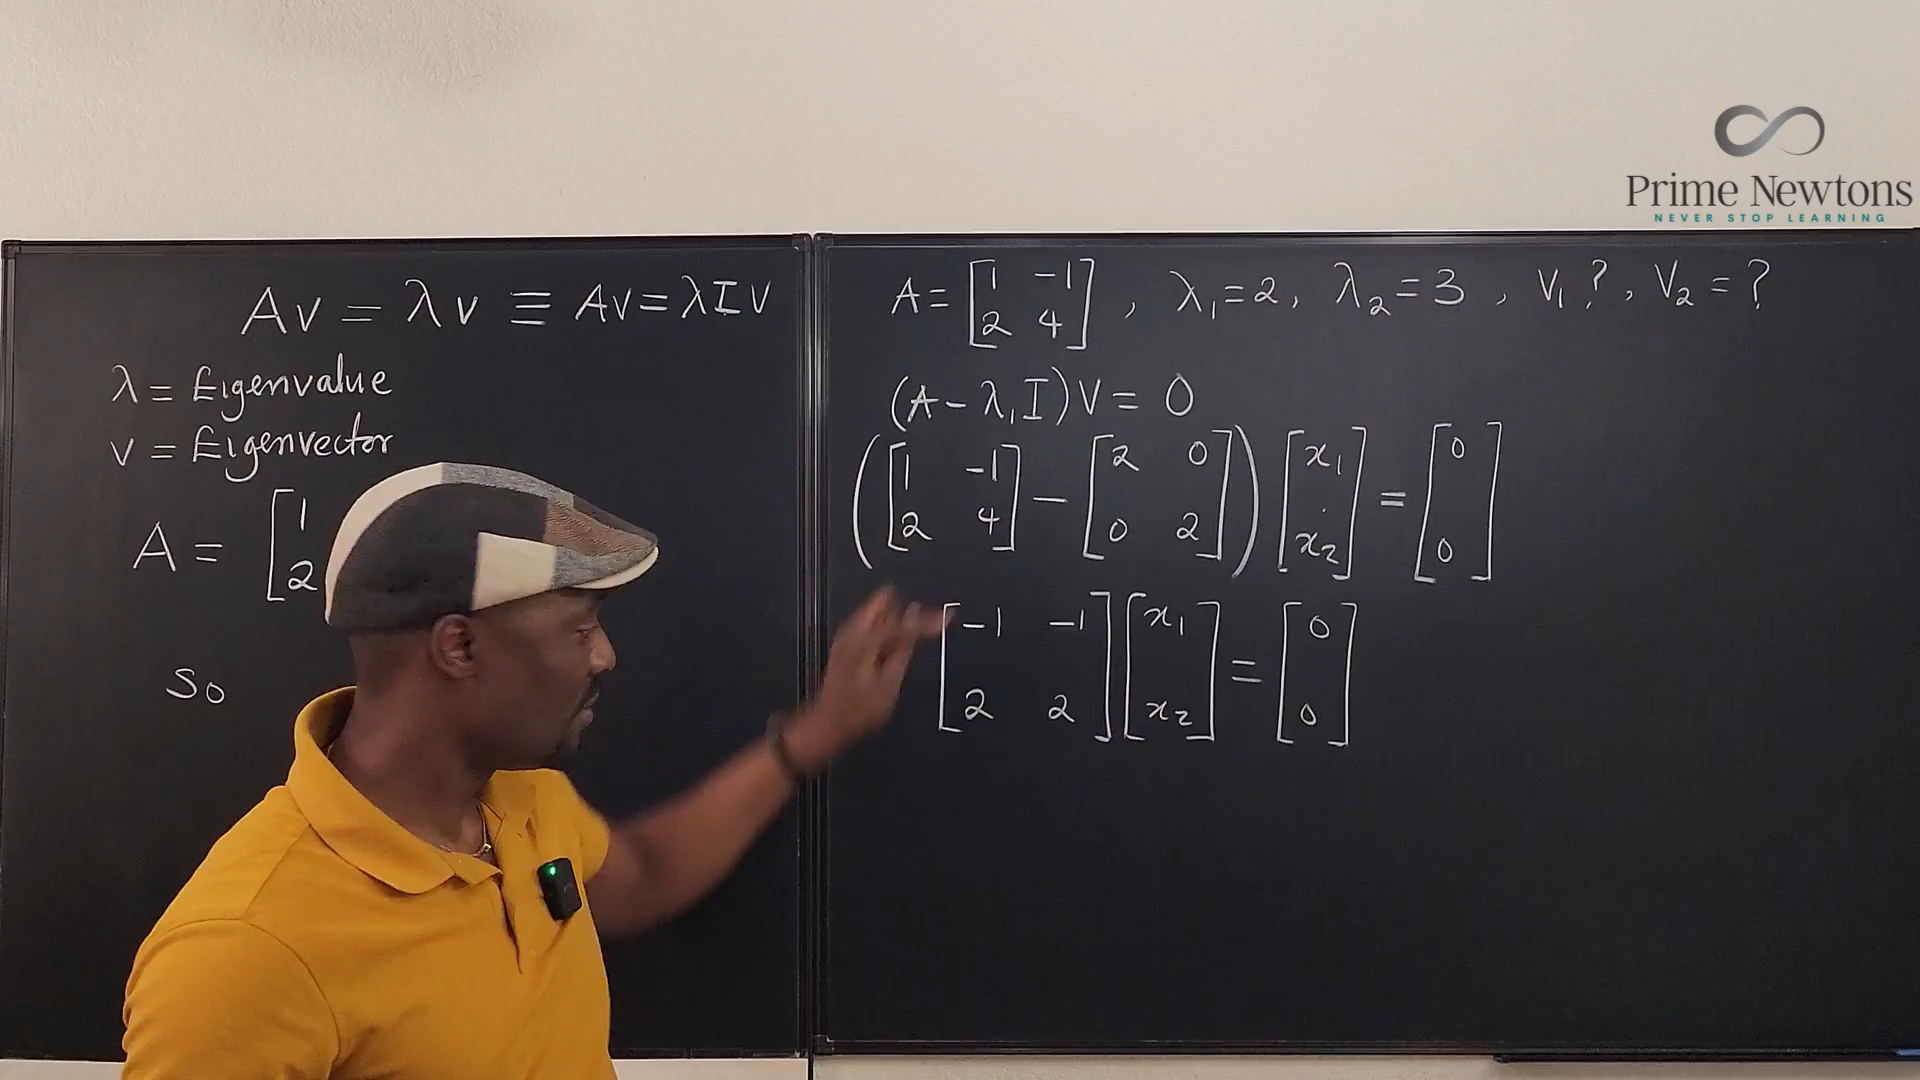 Prime Newtons
NEVER STOP LEARNING
Av = λv ≡ Av = λIv
λ = Eigenvalue
v = Eigenvector
A = [1
2
So
A = [1 -1
2 4], λ₁=2, λ₂=3, V₁?, V₂=?
(A - λ₁I)V = 0
([1 -1
2 4] - [2 0
0 2]) [x₁
x₂] = [0
0]
[-1 -1
2 2][x₁
x₂] = [0
0]